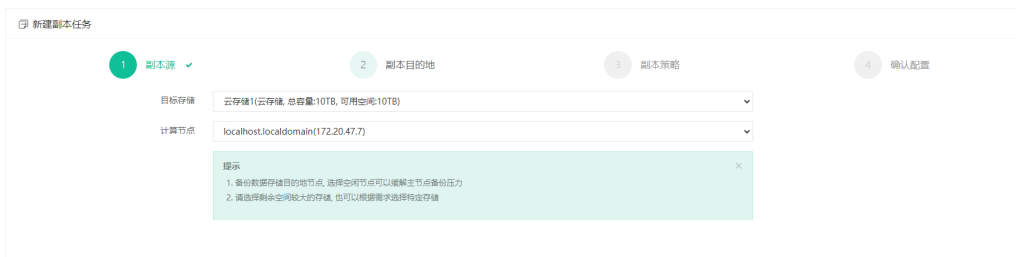 新建副本任务
1 副本源 2 副本目的地 3 副本策略 4 确认配置
目标存储 云存储1(云存储, 总容量:10TB, 可用空间:10TB)
计算节点 localhost.localdomain(172.20.47.7)
提示
1. 备份数据存储目的地节点, 选择空闲节点可以缓解主节点备份压力
2. 请选择剩余空间较大的存储, 也可以根据需求选择特定存储